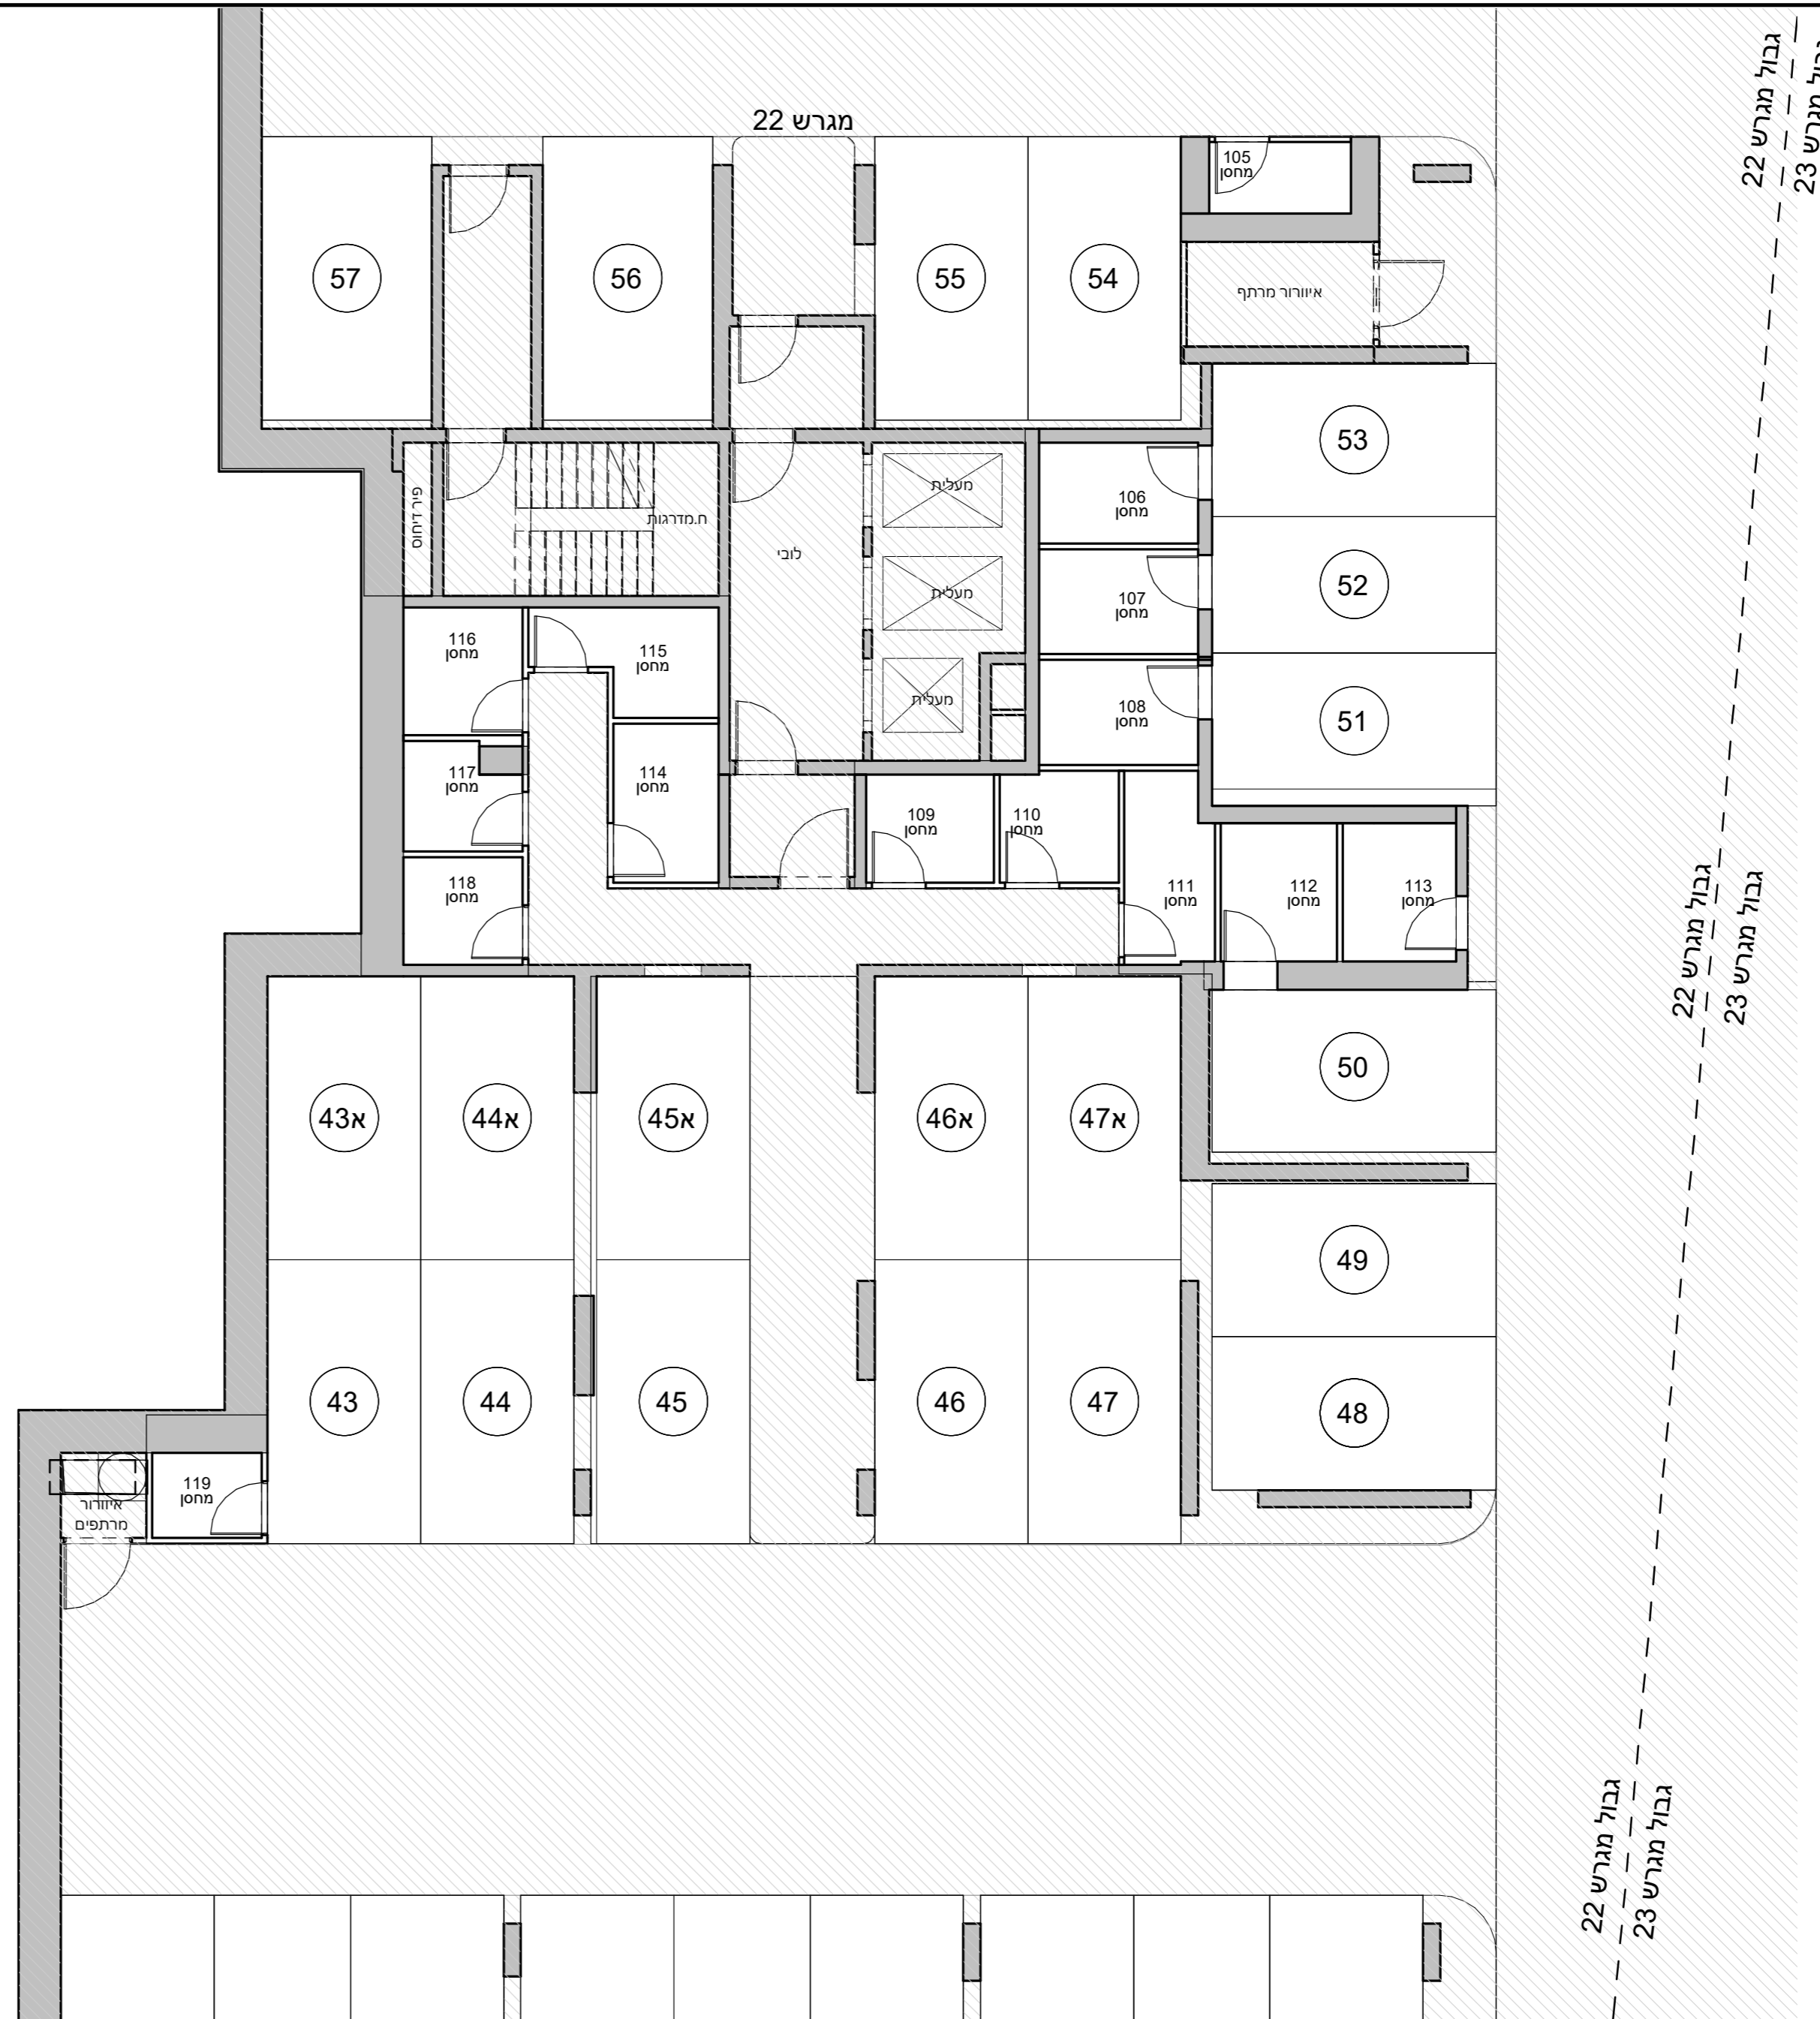 מגרש 22
גבול מגרש 22
105
מחסן
57
56
55
54
איוורור מרתף
53
מעלית
106
מחסן
פיר דיחוס
ח.מדרגות
לובי
52
מעלית
107
מחסן
116
מחסן
115
מחסן
מעלית
108
מחסן
51
117
מחסן
114
מחסן
109
מחסן
110
מחסן
118
מחסן
111
מחסן
112
מחסן
113
מחסן
גבול מגרש 22
גבול מגרש 23
50
43א
44א
45א
46א
47א
49
43
44
45
46
47
48
119
מחסן
איוורור
מרתפים
גבול מגרש 22
גבול מגרש 23